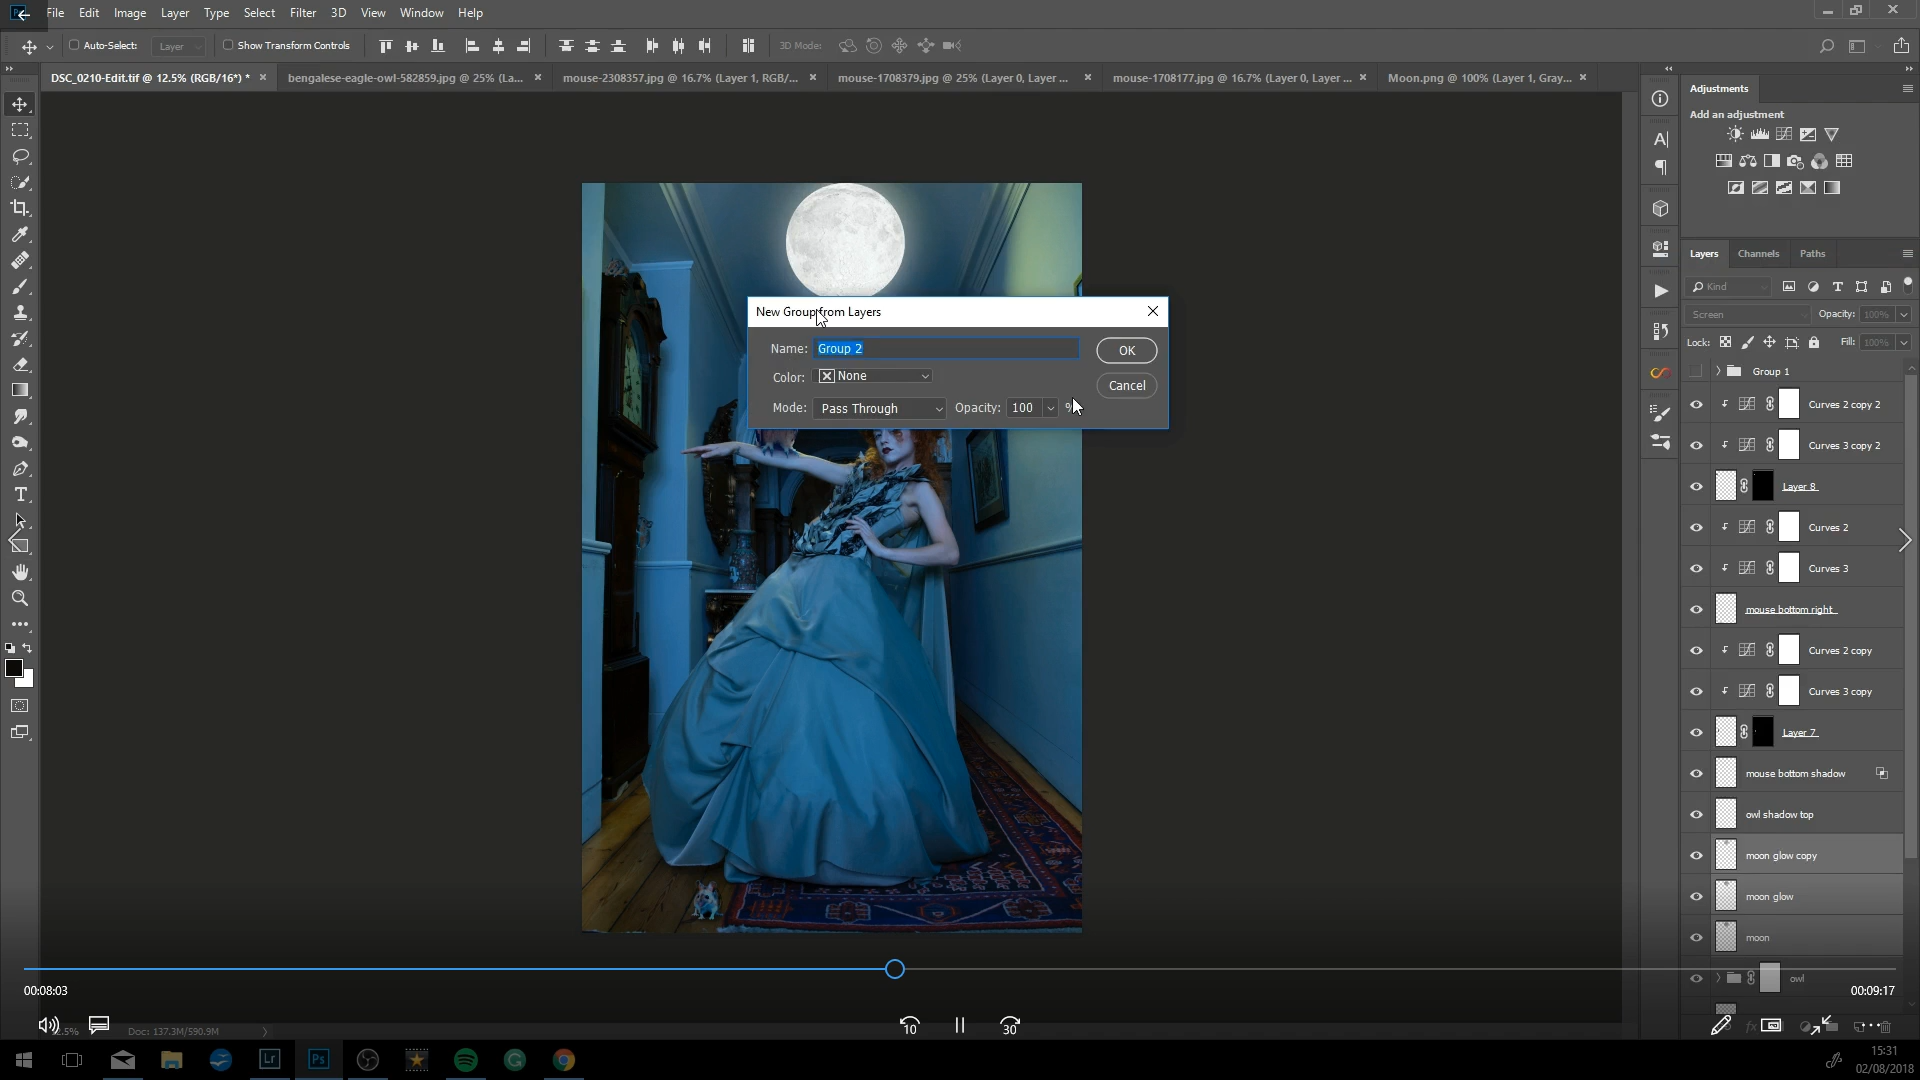 File Edit Image Layer Type Select Filter 3D View Window Help
Auto-Select: Layer Show Transform Controls 3D Mode:
DSC_0210-Edit.tif @ 12.5% (RGB/16*) * bengalese-eagle-owl-582859.jpg @ 25% (La... mouse-2308357.jpg @ 16.7% (Layer 1, RGB/... mouse-1708379.jpg @ 25% (Layer 0, Layer ... mouse-1708177.jpg @ 16.7% (Layer 0, Layer ... Moon.png @ 100% (Layer 1, Gray...
Adjustments
Add an adjustment
Layers Channels Paths
Kind
Screen Opacity: 100%
Lock: Fill: 100%
Group 1
Curves 2 copy 2
Curves 3 copy 2
Layer 8
Curves 2
Curves 3
mouse bottom right
Curves 2 copy
Curves 3 copy
Layer 7
mouse bottom shadow
owl shadow top
moon glow copy
moon glow
moon
owl
New Group from Layers
Name: Group 2 OK
Color: None Cancel
Mode: Pass Through Opacity: 100 %
00:08:03 00:09:17
2.5% Doc: 137.3M/590.9M
10 30
Lr Ps
15:31
02/08/2018